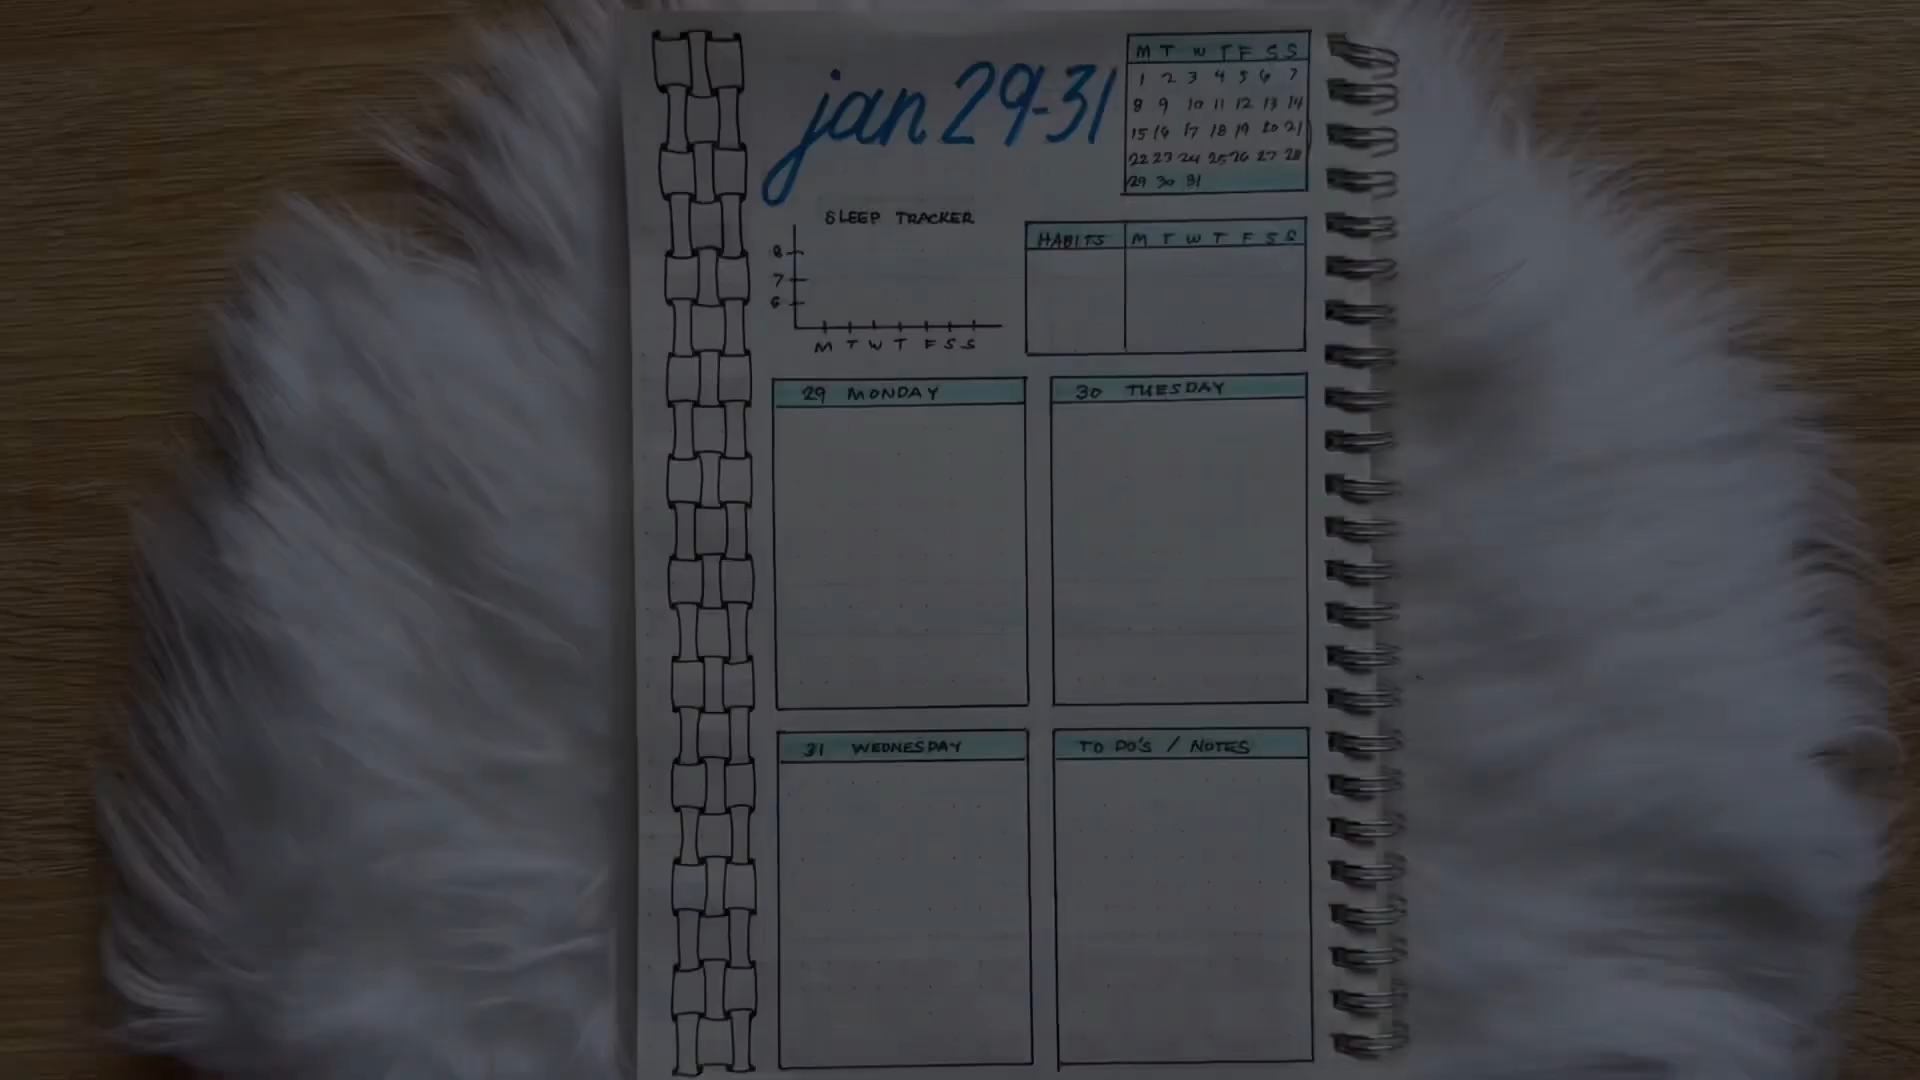 jan 29-31
M T W T F S S
1 2 3 4 5 6 7
8 9 10 11 12 13 14
15 16 17 18 19 20 21
22 23 24 25 26 27 28
29 30 31
SLEEP TRACKER
8
7
6
M T W T F S S
HABITS M T W T F S S
29 MONDAY
30 TUESDAY
31 WEDNESDAY
TO DO'S / NOTES